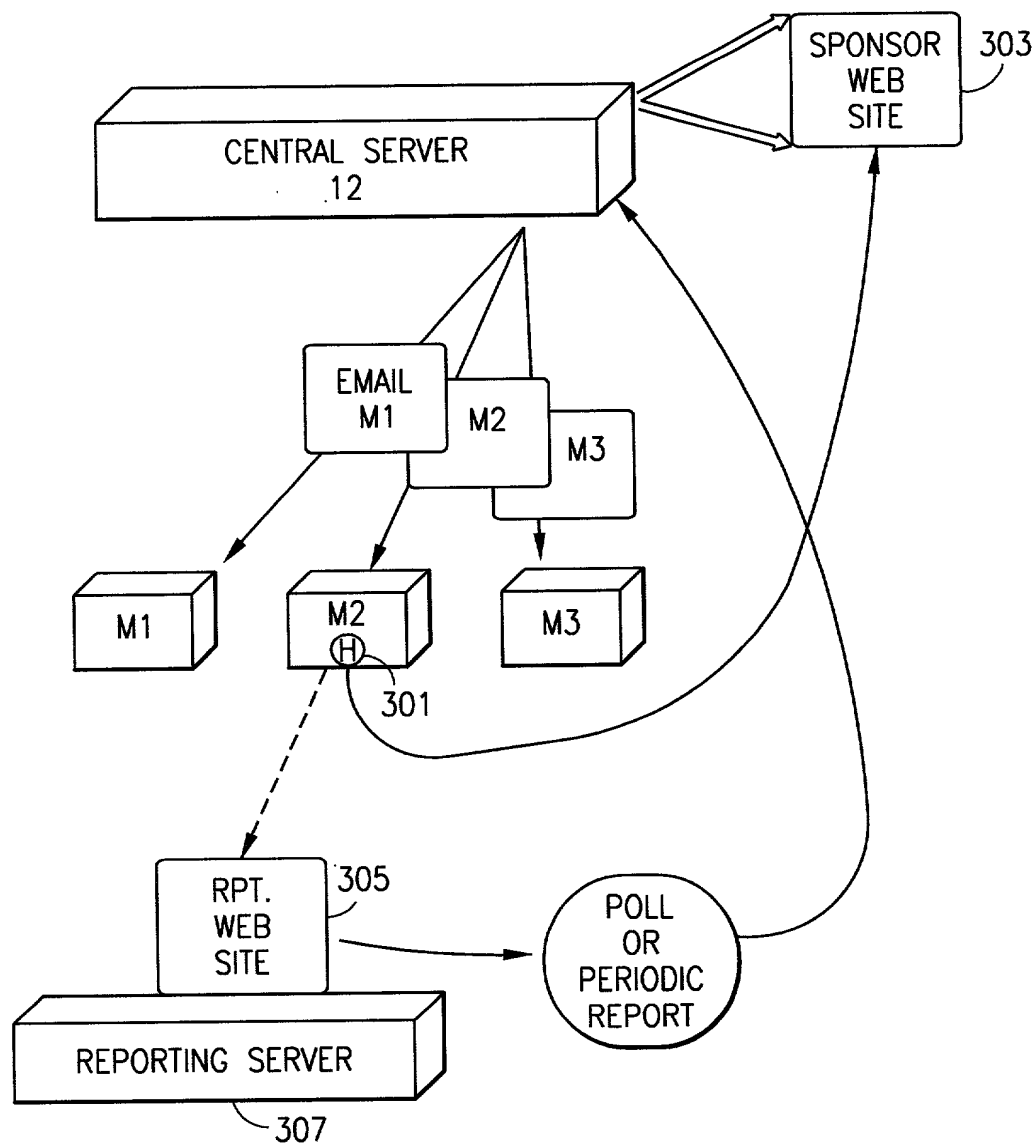 SPONSOR
WEB
SITE
303
CENTRAL SERVER
12
EMAIL
M1
M2
M3
M1
M2
H
301
M3
RPT.
WEB
SITE
305
POLL
OR
PERIODIC
REPORT
REPORTING SERVER
307